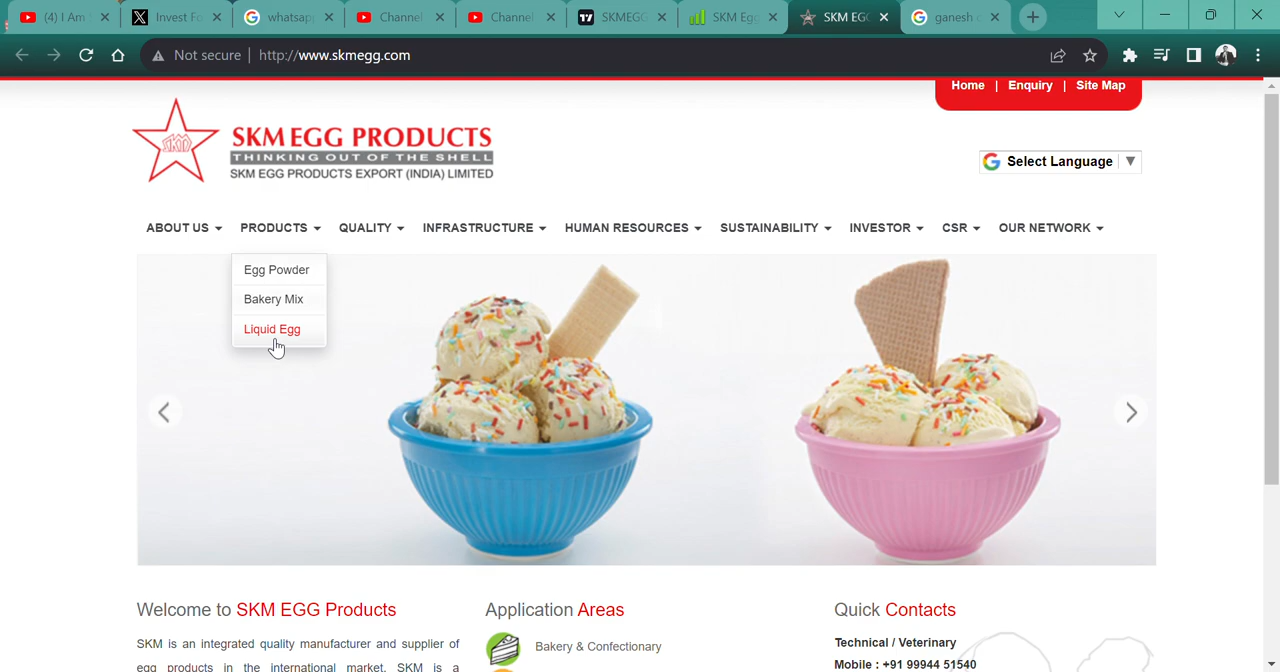 (4) I Am
Invest Fo
whatsap
Channel
Channel
SKMEGG
SKM Egg
SKM EGG
ganesh c
Not secure | http://www.skmegg.com
Home | Enquiry | Site Map
SKM
SKM EGG PRODUCTS
THINKING OUT OF THE SHELL
SKM EGG PRODUCTS EXPORT (INDIA) LIMITED
Select Language ▼
ABOUT US PRODUCTS QUALITY INFRASTRUCTURE HUMAN RESOURCES SUSTAINABILITY INVESTOR CSR OUR NETWORK
Egg Powder
Bakery Mix
Liquid Egg
Welcome to SKM EGG Products
SKM is an integrated quality manufacturer and supplier of
egg products in the international market. SKM is a
Application Areas
Bakery & Confectionary
Quick Contacts
Technical / Veterinary
Mobile : +91 99944 51540